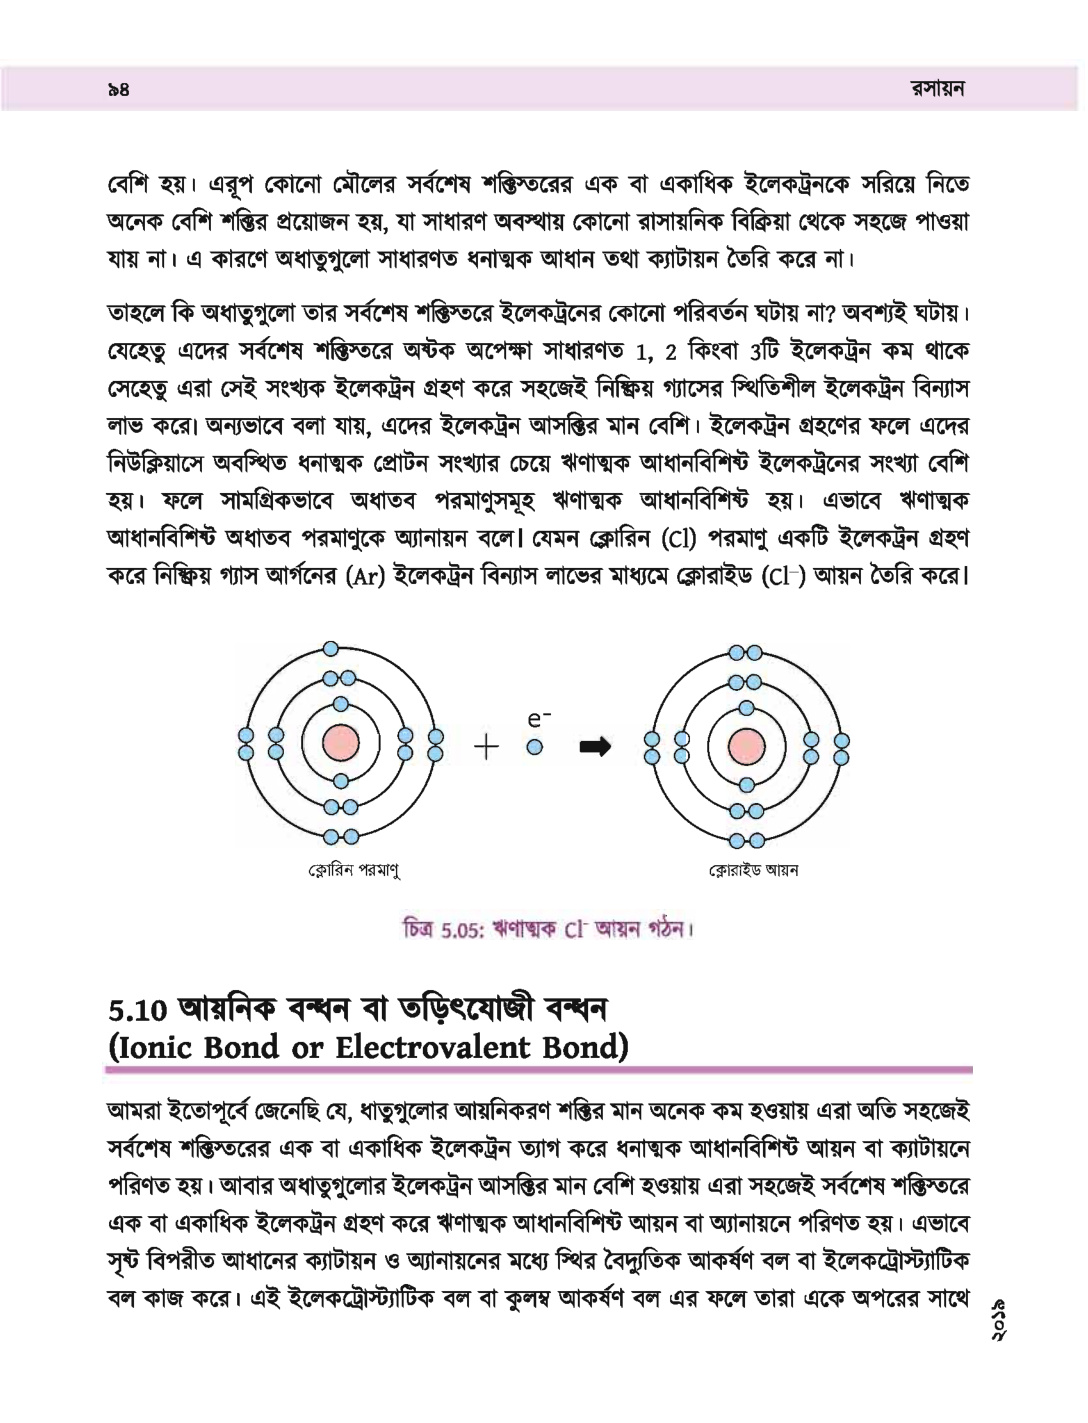 ৯৪
রসায়ন
বেশি হয়। এরূপ কোনো মৌলের সর্বশেষ শক্তিস্তরের এক বা একাধিক ইলেকট্রনকে সরিয়ে নিতে
অনেক বেশি শক্তির প্রয়োজন হয়, যা সাধারণ অবস্থায় কোনো রাসায়নিক বিক্রিয়া থেকে সহজে পাওয়া
যায় না। এ কারণে অধাতুগুলো সাধারণত ধনাত্মক আধান তথা ক্যাটায়ন তৈরি করে না।
তাহলে কি অধাতুগুলো তার সর্বশেষ শক্তিস্তরে ইলেকট্রনের কোনো পরিবর্তন ঘটায় না? অবশ্যই ঘটায়।
যেহেতু এদের সর্বশেষ শক্তিস্তরে অষ্টক অপেক্ষা সাধারণত 1, 2 কিংবা 3টি ইলেকট্রন কম থাকে
সেহেতু এরা সেই সংখ্যক ইলেকট্রন গ্রহণ করে সহজেই নিষ্ক্রিয় গ্যাসের স্থিতিশীল ইলেকট্রন বিন্যাস
লাভ করে। অন্যভাবে বলা যায়, এদের ইলেকট্রন আসক্তির মান বেশি। ইলেকট্রন গ্রহণের ফলে এদের
নিউক্লিয়াসে অবস্থিত ধনাত্মক প্রোটন সংখ্যার চেয়ে ঋণাত্মক আধানবিশিষ্ট ইলেকট্রনের সংখ্যা বেশি
হয়। ফলে সামগ্রিকভাবে অধাতব পরমাণুসমূহ ঋণাত্মক আধানবিশিষ্ট হয়। এভাবে ঋণাত্মক
আধানবিশিষ্ট অধাতব পরমাণুকে অ্যানায়ন বলে। যেমন ক্লোরিন (Cl) পরমাণু একটি ইলেকট্রন গ্রহণ
করে নিষ্ক্রিয় গ্যাস আর্গনের (Ar) ইলেকট্রন বিন্যাস লাভের মাধ্যমে ক্লোরাইড (Cl⁻) আয়ন তৈরি করে।
e⁻
+
ক্লোরিন পরমাণু
ক্লোরাইড আয়ন
চিত্র 5.05: ঋণাত্মক Cl⁻ আয়ন গঠন।
5.10 আয়নিক বন্ধন বা তড়িৎযোজী বন্ধন
(Ionic Bond or Electrovalent Bond)
আমরা ইতোপূর্বে জেনেছি যে, ধাতুগুলোর আয়নিকরণ শক্তির মান অনেক কম হওয়ায় এরা অতি সহজেই
সর্বশেষ শক্তিস্তরের এক বা একাধিক ইলেকট্রন ত্যাগ করে ধনাত্মক আধানবিশিষ্ট আয়ন বা ক্যাটায়নে
পরিণত হয়। আবার অধাতুগুলোর ইলেকট্রন আসক্তির মান বেশি হওয়ায় এরা সহজেই সর্বশেষ শক্তিস্তরে
এক বা একাধিক ইলেকট্রন গ্রহণ করে ঋণাত্মক আধানবিশিষ্ট আয়ন বা অ্যানায়নে পরিণত হয়। এভাবে
সৃষ্ট বিপরীত আধানের ক্যাটায়ন ও অ্যানায়নের মধ্যে স্থির বৈদ্যুতিক আকর্ষণ বল বা ইলেকট্রোস্ট্যাটিক
বল কাজ করে। এই ইলেকট্রোস্ট্যাটিক বল বা কুলম্ব আকর্ষণ বল এর ফলে তারা একে অপরের সাথে
২০১৯